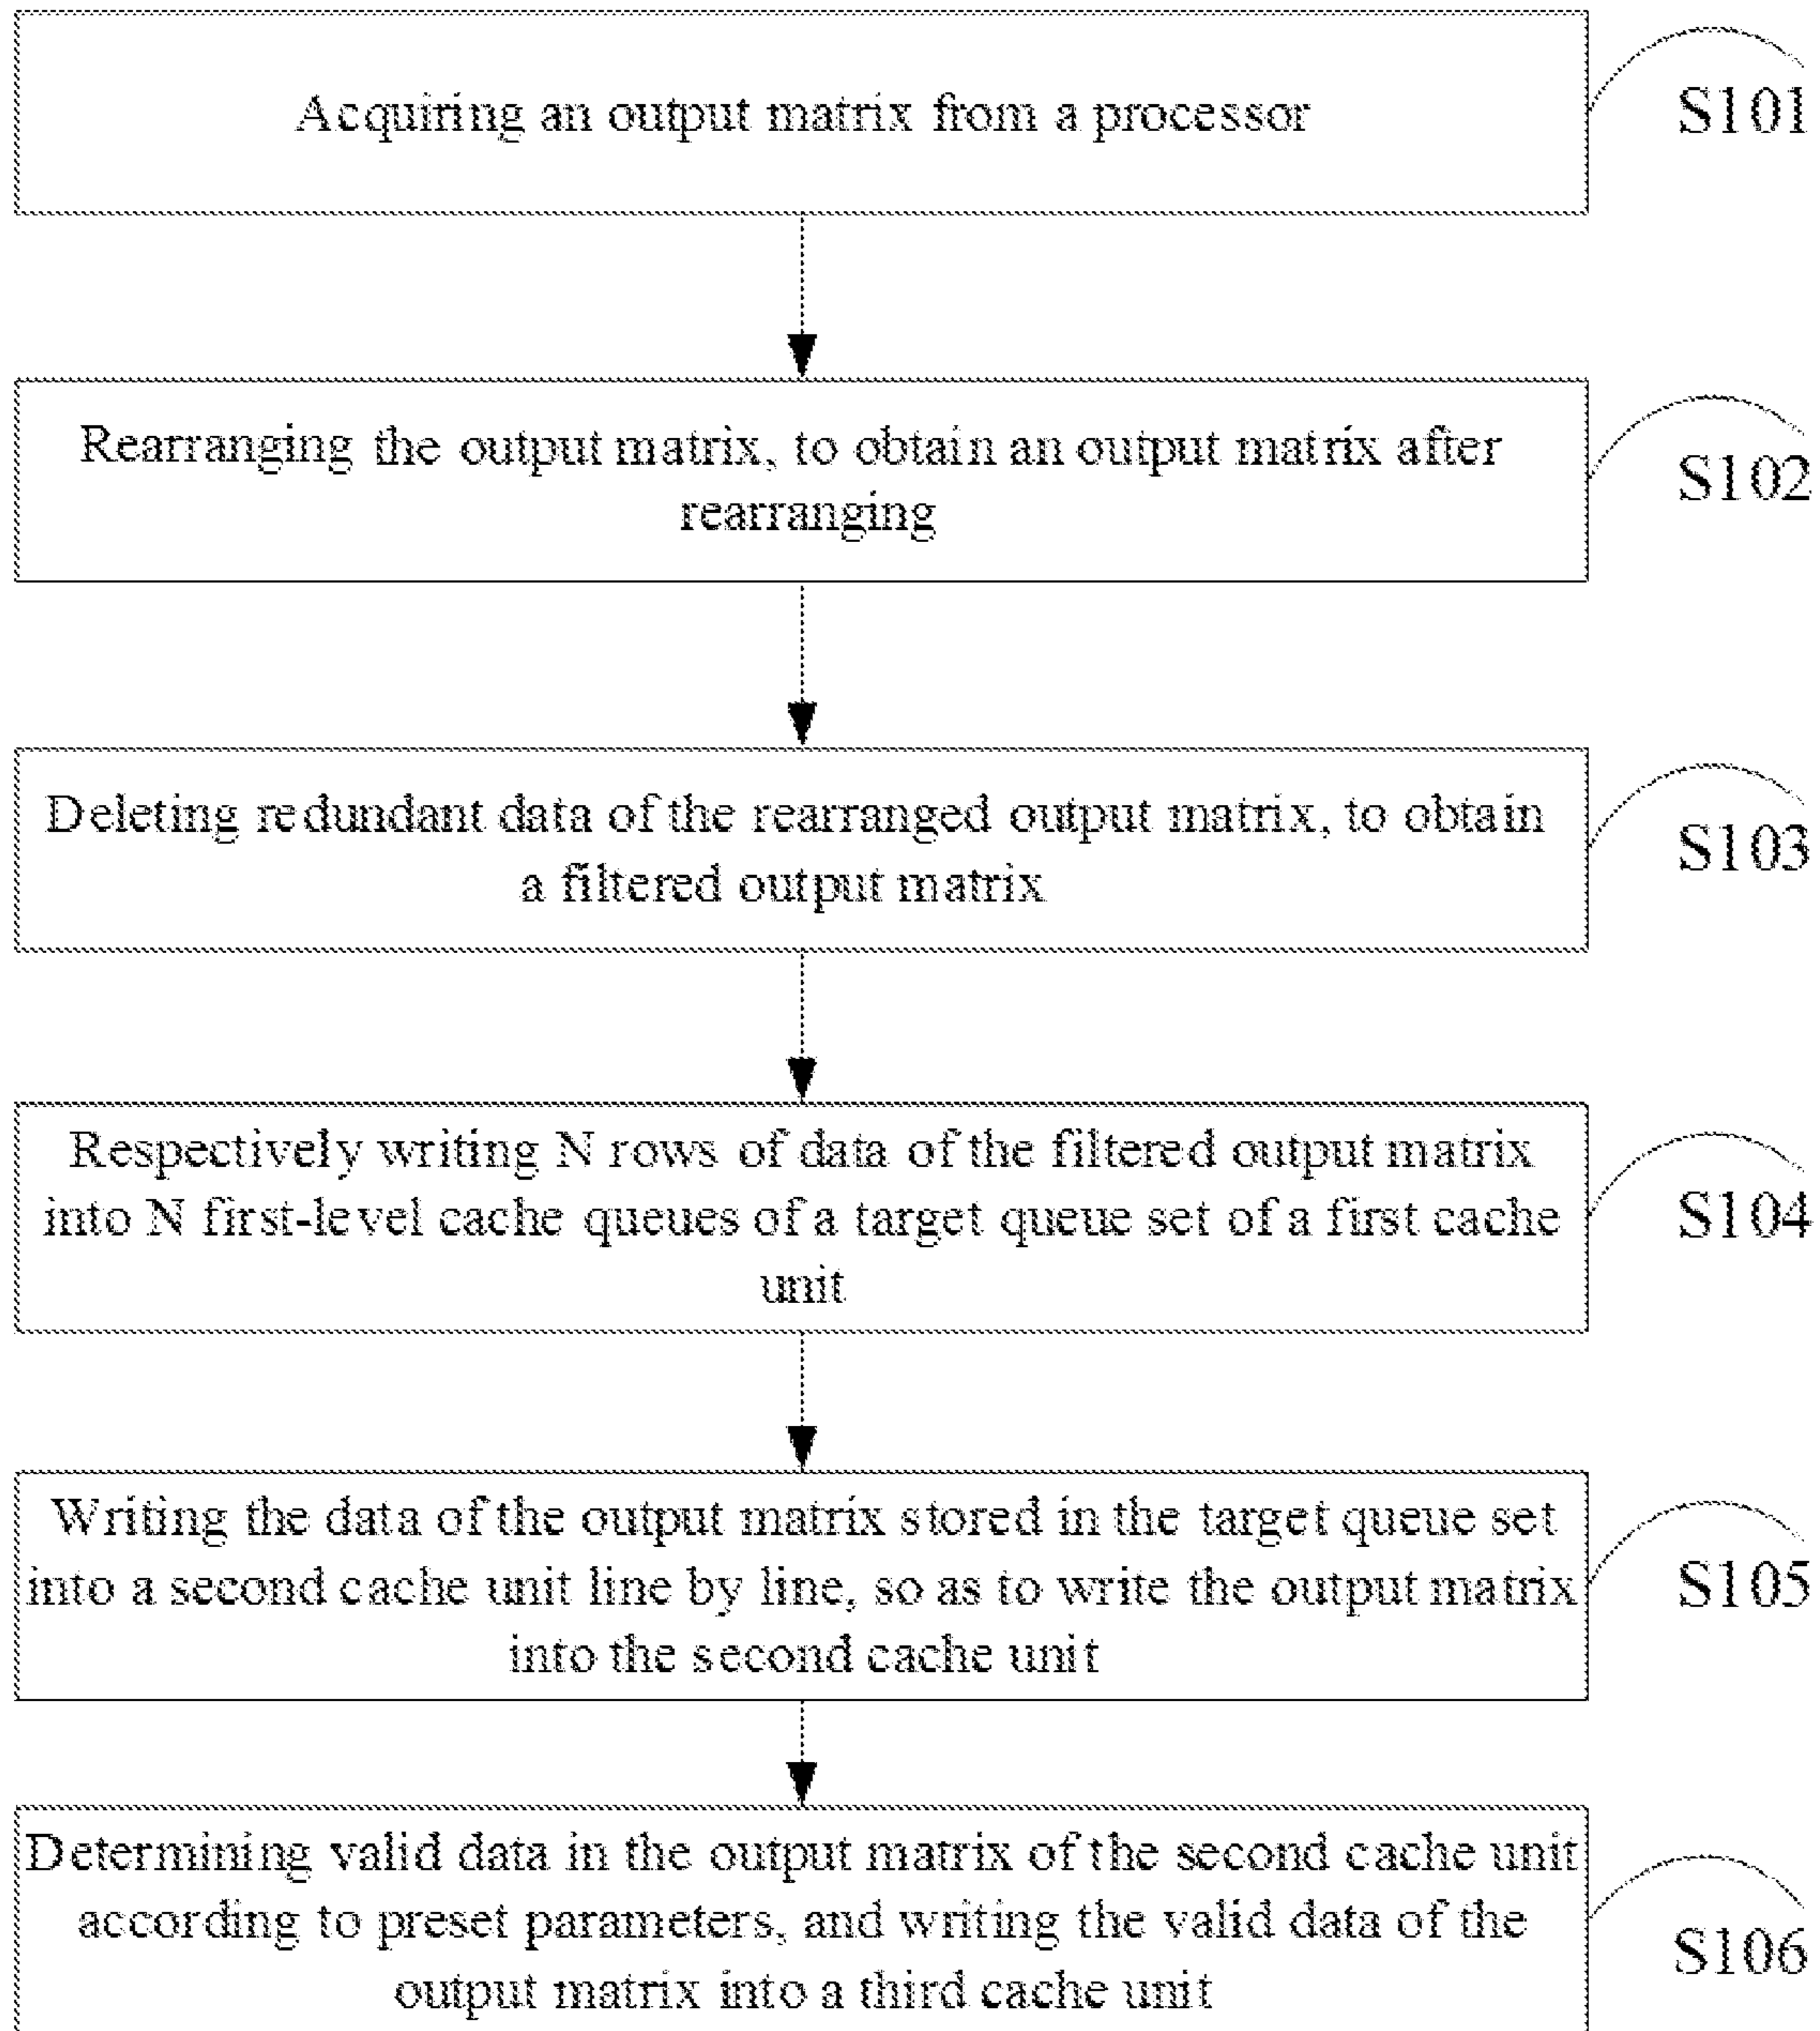 Acquiring an output matrix from a processor
S101
Rearranging the output matrix, to obtain an output matrix after
rearranging
S102
Deleting redundant data of the rearranged output matrix, to obtain
a filtered output matrix
S103
Respectively writing N rows of data of the filtered output matrix
into N first-level cache queues of a target queue set of a first cache
unit
S104
Writing the data of the output matrix stored in the target queue set
into a second cache unit line by line, so as to write the output matrix
into the second cache unit
S105
Determining valid data in the output matrix of the second cache unit
according to preset parameters, and writing the valid data of the
output matrix into a third cache unit
S106